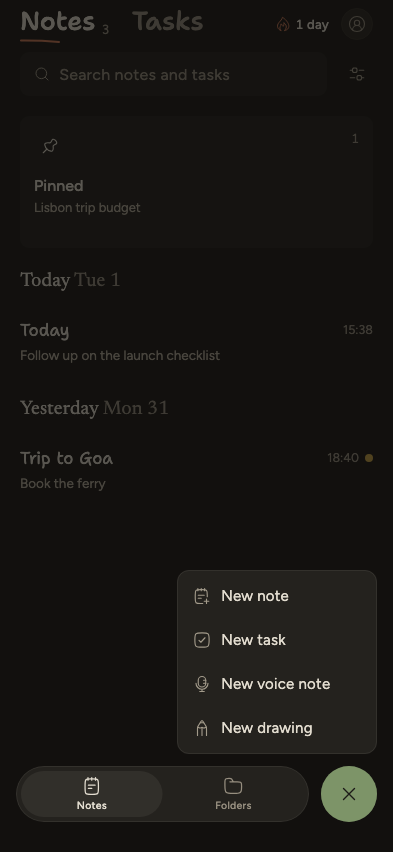 Notes 3 Tasks 1 day
Search notes and tasks
1
Pinned
Lisbon trip budget
Today Tue 1
Today 15:38
Follow up on the launch checklist
Yesterday Mon 31
Trip to Goa 18:40
Book the ferry
New note
New task
New voice note
New drawing
Notes Folders